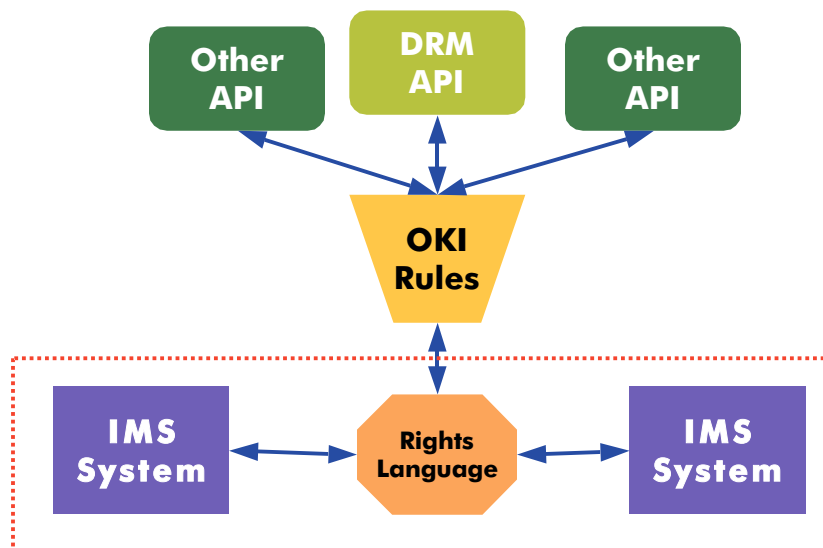 Other
API
DRM
API
Other
API
OKI
Rules
IMS
System
Rights
Language
IMS
System